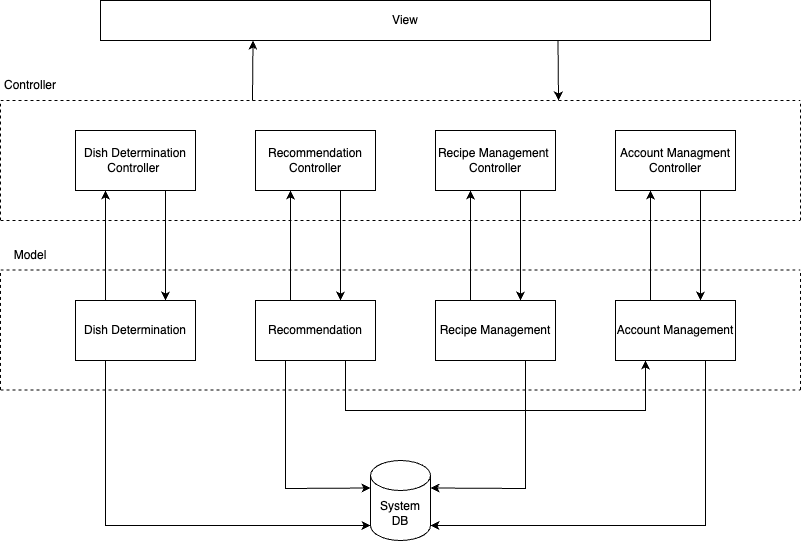 View
Controller
Dish Determination
Controller
Recommendation
Controller
Recipe Management
Controller
Account Managment
Controller
Model
Dish Determination
Recommendation
Recipe Management
Account Management
System
DB